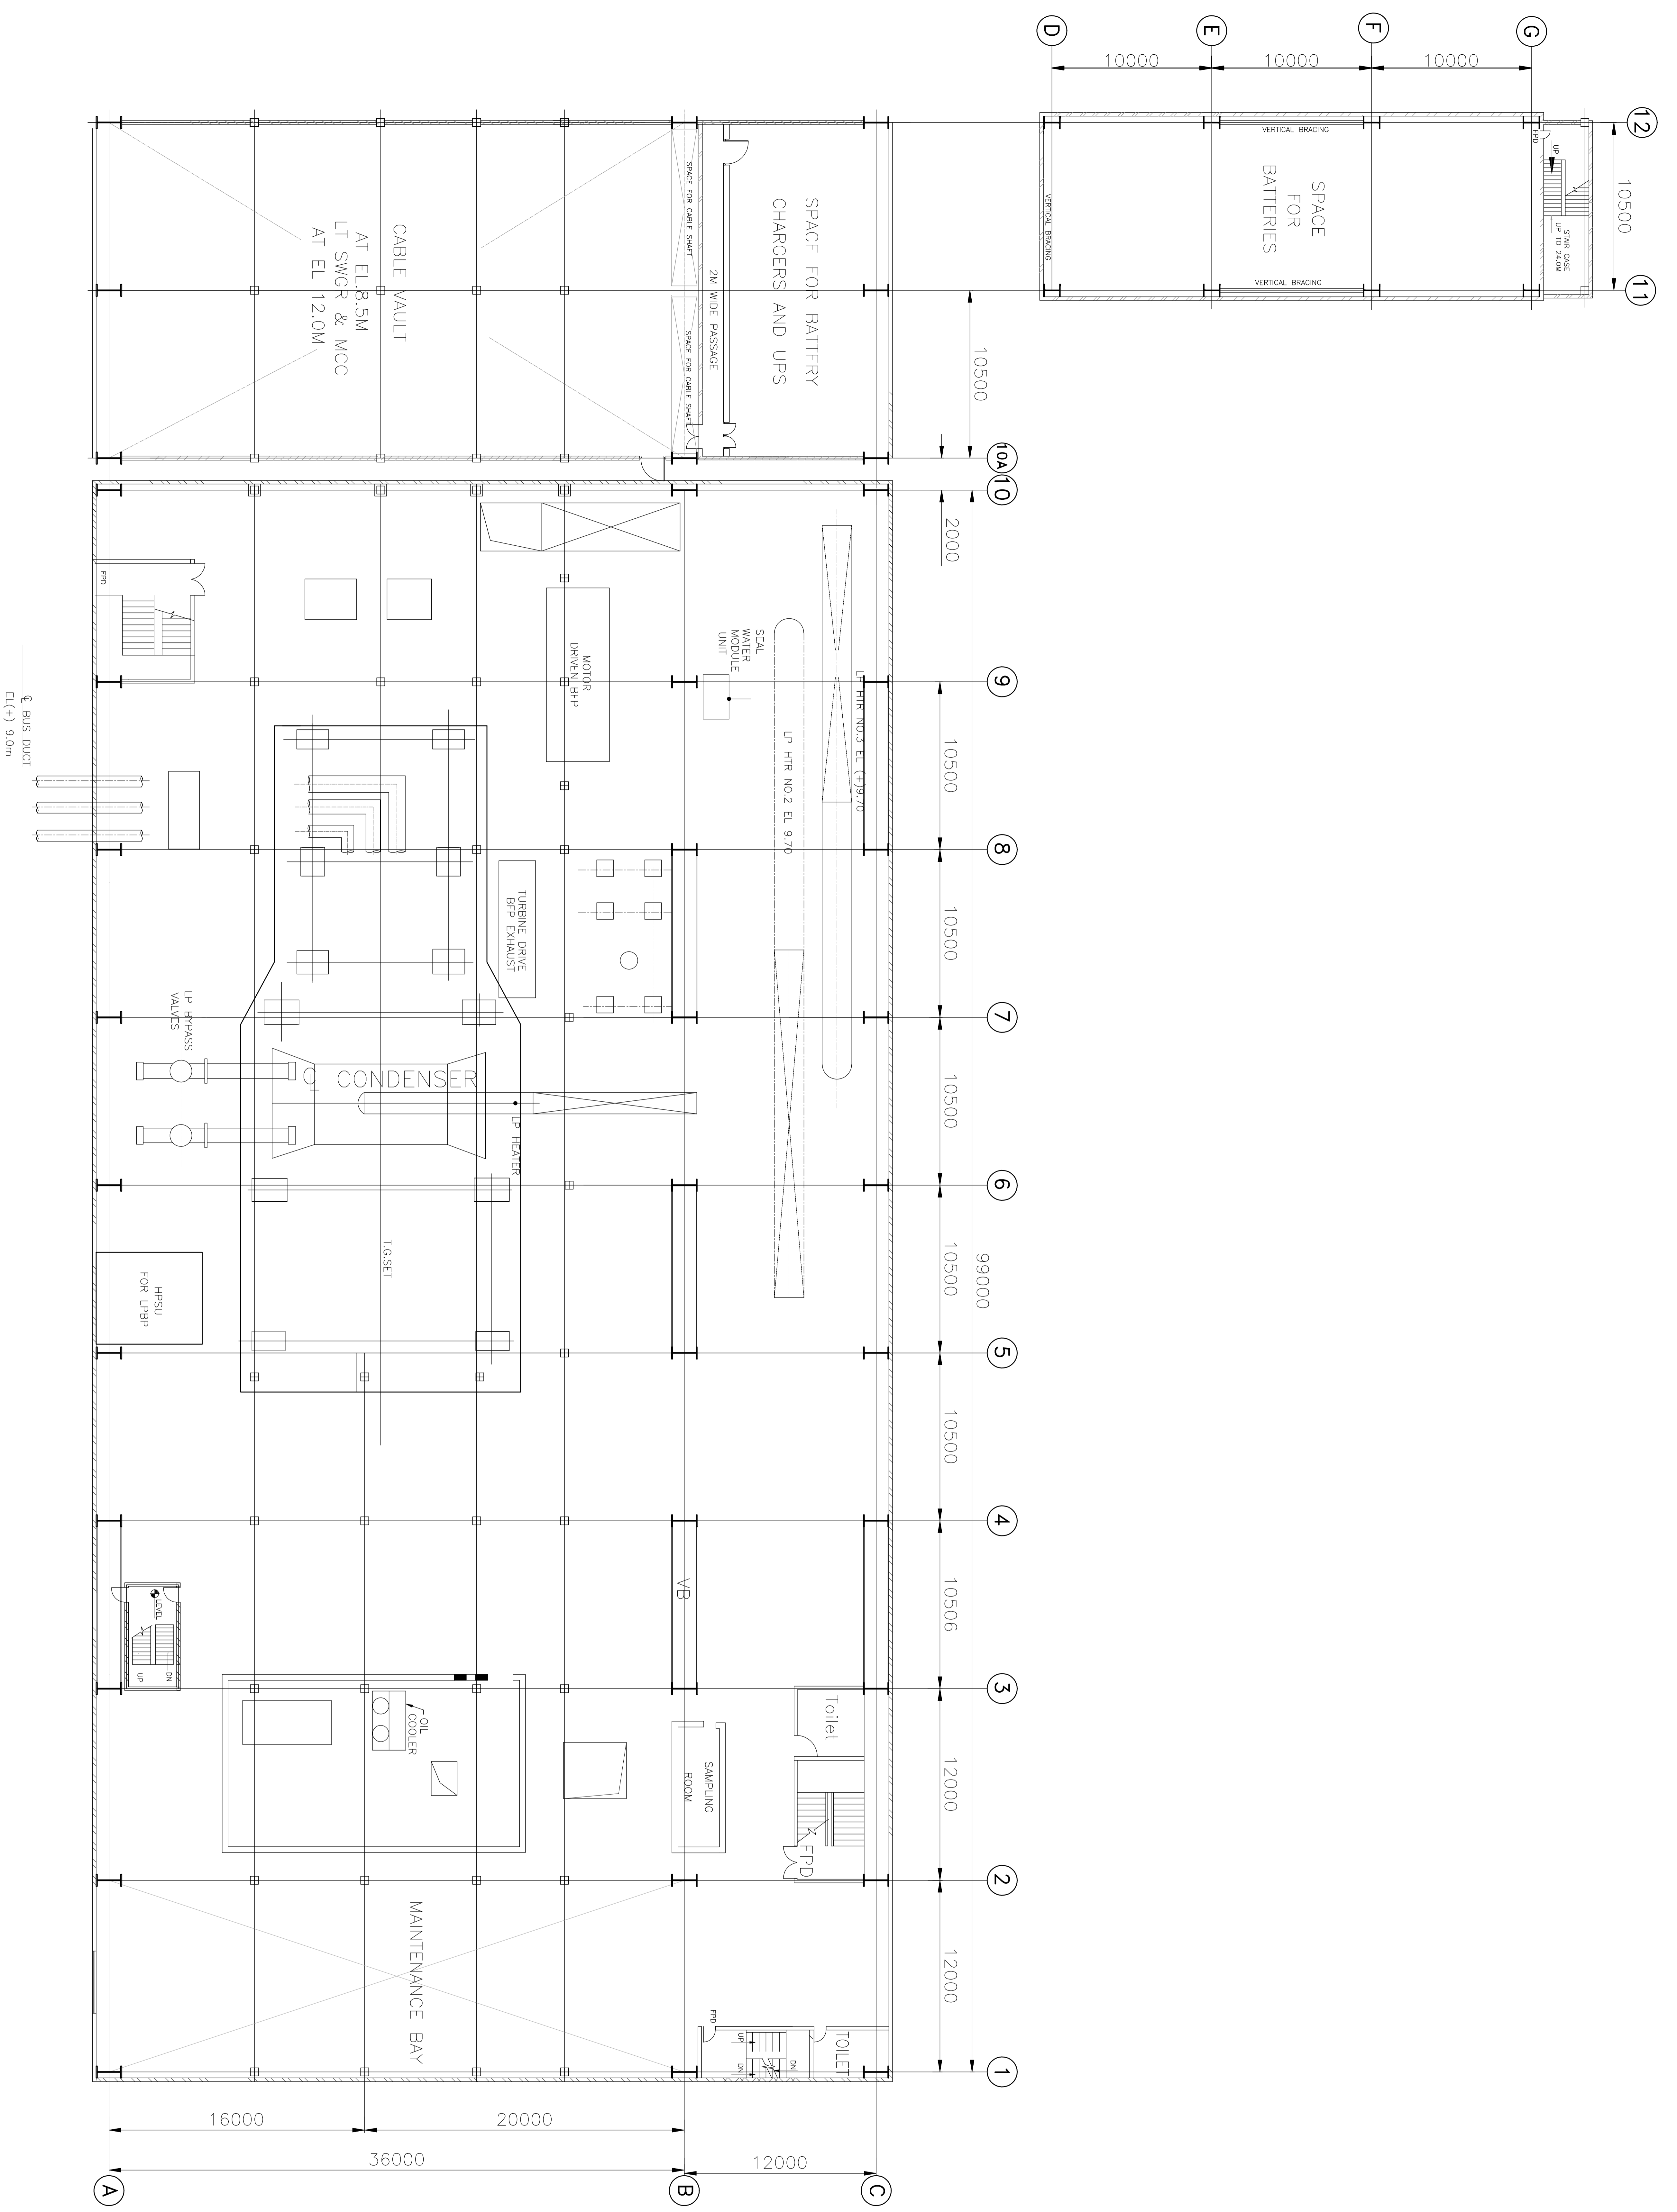 12
11
10A
10
9
8
7
6
5
4
3
2
1
G
F
E
D
C
B
A
10000
10000
10000
10500
FPD
UP
STAIR CASE
UP TO 24.0M
VERTICAL BRACING
VERTICAL BRACING
VERTICAL BRACING
SPACE
FOR
BATTERIES
10500
2000
10500
10500
10500
10500
10500
10506
12000
12000
99000
SPACE FOR BATTERY
CHARGERS AND UPS
2M WIDE PASSAGE
SPACE FOR CABLE SHAFT
SPACE FOR CABLE SHAFT
CABLE VAULT
AT EL.8.5M
LT SWGR & MCC
AT EL 12.0M
LP HTR NO.3 EL (+)9.70
LP HTR NO.2 EL 9.70
SEAL
WATER
MODULE
UNIT
MOTOR
DRIVEN BFP
FPD
℄ BUS DUCT
EL(+) 9.0m
TURBINE DRIVE
BFP EXHAUST
LP BYPASS
VALVES
℄ CONDENSER
LP HEATER
T.G.SET
HPSU
FOR LPBP
VB
LEVEL
UP
DN
OIL
COOLER
SAMPLING
ROOM
Toilet
FPD
MAINTENANCE BAY
FPD
UP
DN
DN
TOILET
16000
20000
36000
12000